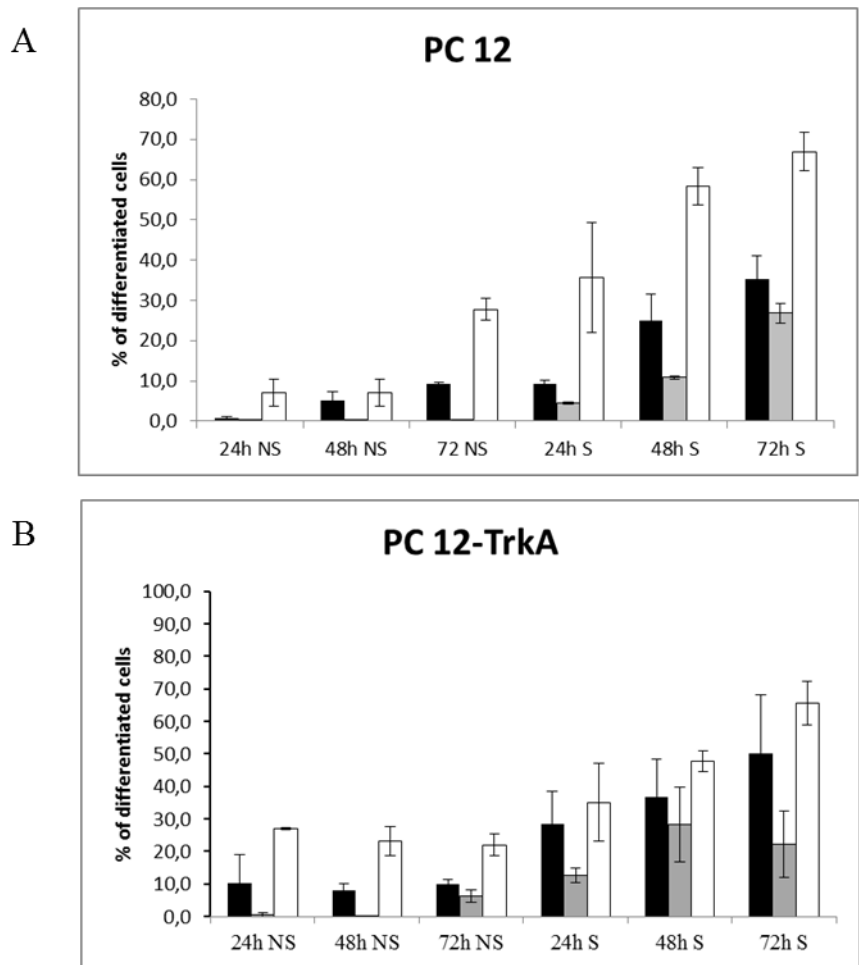 A
PC 12
% of differentiated cells
80,0
70,0
60,0
50,0
40,0
30,0
20,0
10,0
0,0
24h NS 48h NS 72 NS 24h S 48h S 72h S
B
PC 12-TrkA
% of differentiated cells
100,0
90,0
80,0
70,0
60,0
50,0
40,0
30,0
20,0
10,0
0,0
24h NS 48h NS 72h NS 24h S 48h S 72h S